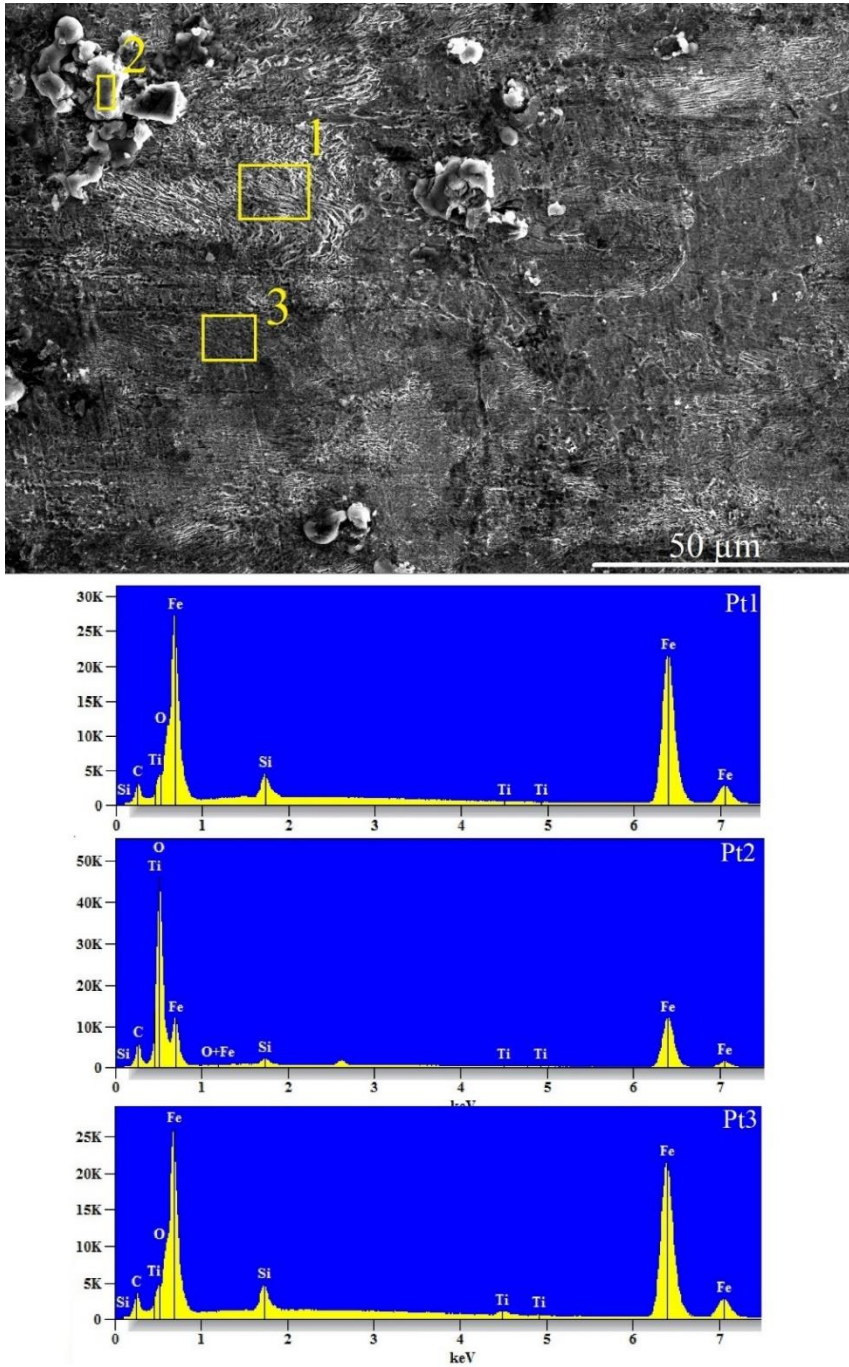 2
1
3
50 µm
Pt1
30K
Fe
25K
Fe
20K
15K
O
10K
Ti
Si
5K
C
Fe
Si
Ti
Ti
0
0 1 2 3 4 5 6 7
keV
Pt2
O
50K
Ti
40K
30K
20K
Fe
Fe
10K
C
Si
O+Fe
Si
Ti
Ti
Fe
0
0 1 2 3 4 5 6 7
Pt3
Fe
25K
Fe
20K
15K
O
10K
Ti
Si
5K
C
Fe
Si
Ti
Ti
0
0 1 2 3 4 5 6 7
keV